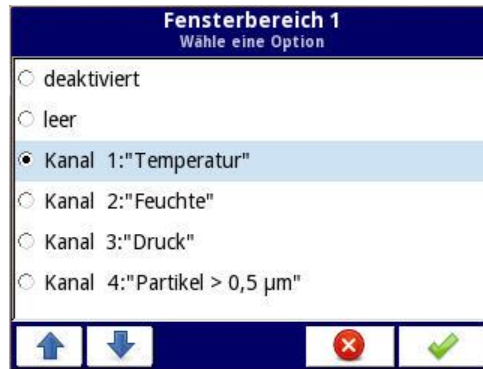 Fensterbereich 1
Wähle eine Option
deaktiviert
leer
Kanal 1:"Temperatur"
Kanal 2:"Feuchte"
Kanal 3:"Druck"
Kanal 4:"Partikel > 0,5 µm"